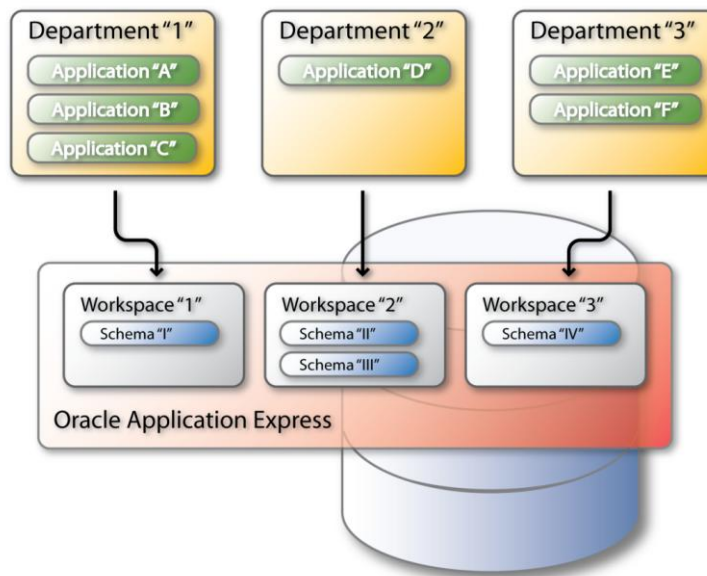 Department "1"
Application "A"
Application "B"
Application "C"
Department "2"
Application "D"
Department "3"
Application "E"
Application "F"
Workspace "1"
Schema "I"
Workspace "2"
Schema "II"
Schema "III"
Workspace "3"
Schema "IV"
Oracle Application Express